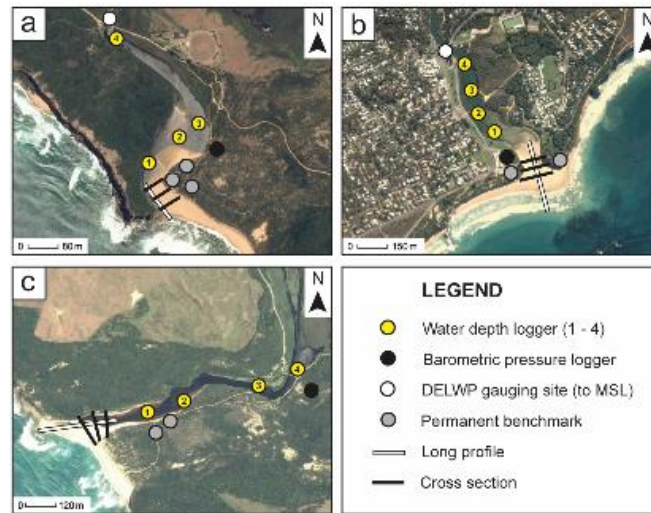 a
N
4
3
2
1
0 60m
b
N
4
3
2
1
0 150m
c
N
4
3
2
1
0 120m
LEGEND
Water depth logger (1 - 4)
Barometric pressure logger
DELWP gauging site (to MSL)
Permanent benchmark
Long profile
Cross section